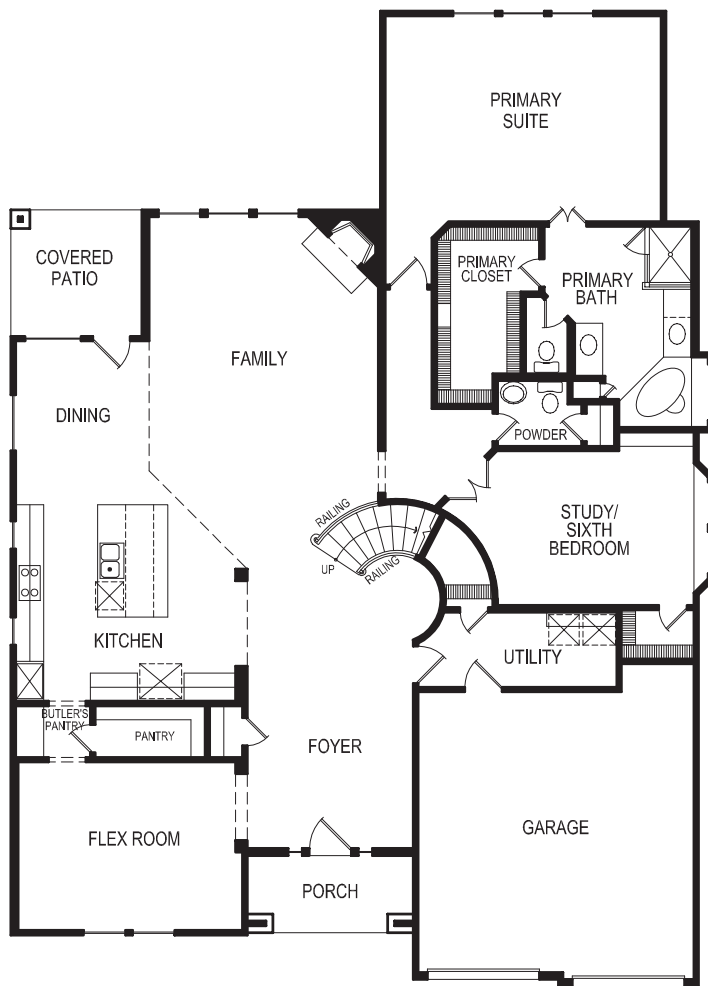 PRIMARY
SUITE
COVERED
PATIO
PRIMARY
CLOSET
PRIMARY
BATH
FAMILY
DINING
POWDER
RAILING
UP
RAILING
STUDY/
SIXTH
BEDROOM
KITCHEN
UTILITY
BUTLER'S
PANTRY
PANTRY
FOYER
FLEX ROOM
GARAGE
PORCH